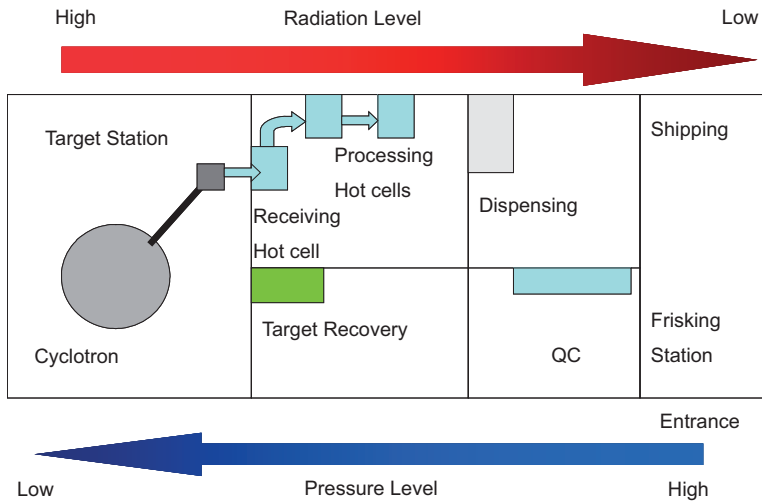 High
Radiation Level
Low
Target Station
Processing
Hot cells
Shipping
Receiving
Hot cell
Dispensing
Cyclotron
Target Recovery
QC
Frisking
Station
Entrance
Low
Pressure Level
High